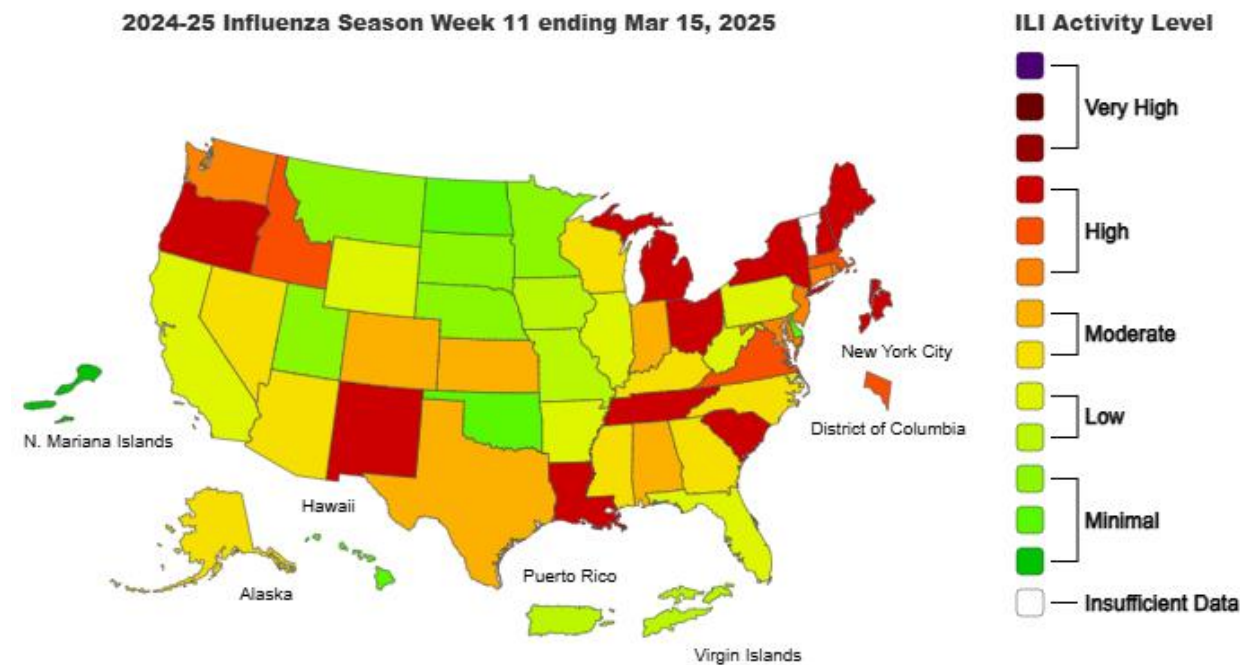 2024-25 Influenza Season Week 11 ending Mar 15, 2025
ILI Activity Level
Very High
High
Moderate
Low
Minimal
Insufficient Data
New York City
District of Columbia
N. Mariana Islands
Hawaii
Alaska
Puerto Rico
Virgin Islands